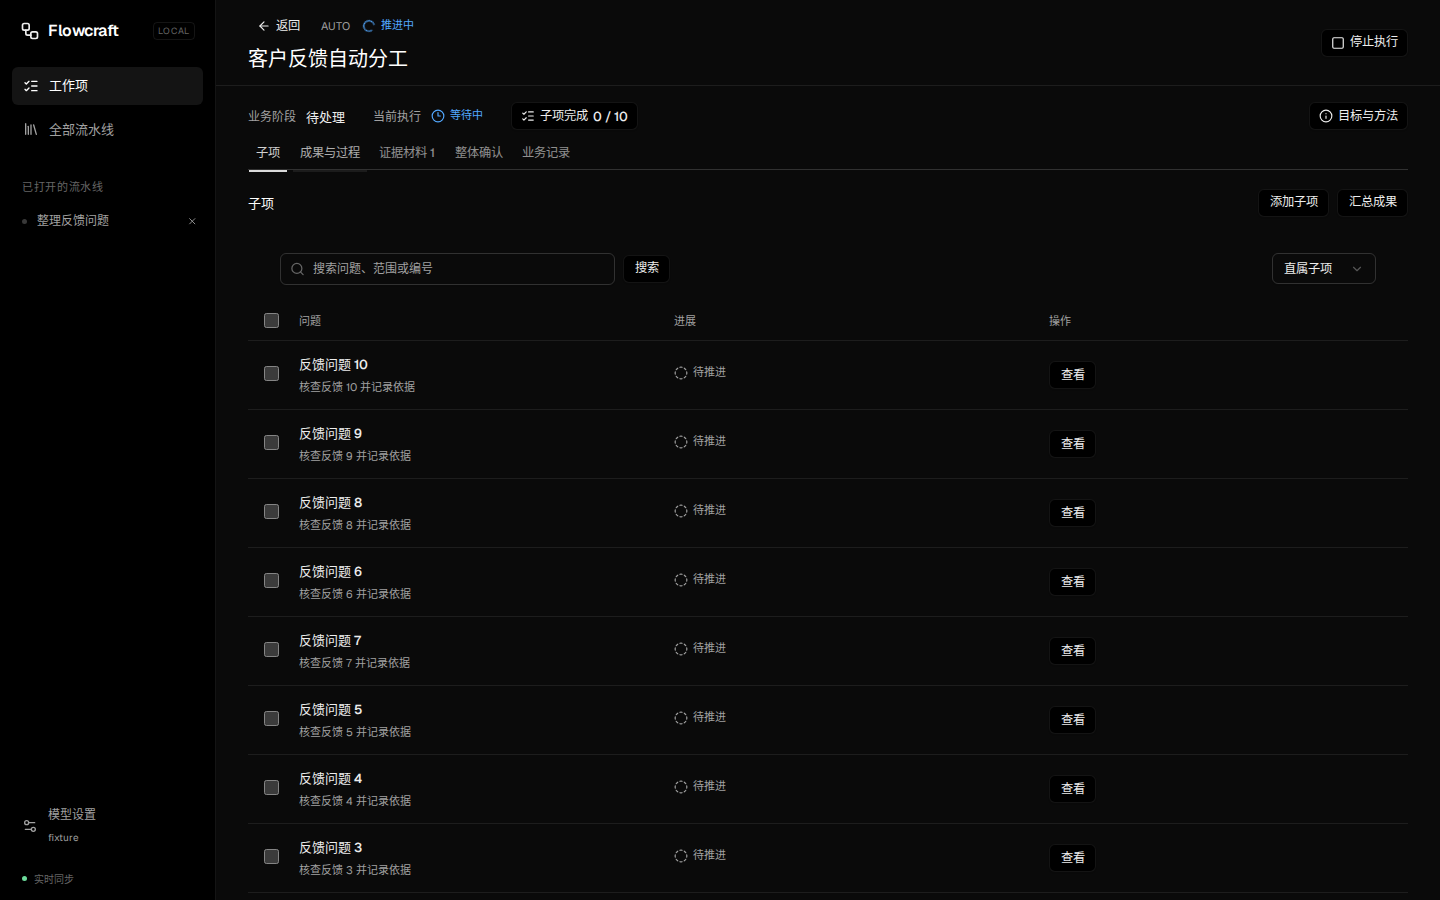 Flowcraft
LOCAL
工作项
全部流水线
已打开的流水线
整理反馈问题
模型设置
fixture
实时同步
返回 AUTO 推进中
客户反馈自动分工
停止执行
业务阶段 待处理 当前执行 等待中 子项完成 0 / 10
目标与方法
子项 成果与过程 证据材料 1 整体确认 业务记录
子项
添加子项 汇总成果
搜索问题、范围或编号 搜索
直属子项
问题 进展 操作
反馈问题 10
核查反馈 10 并记录依据
待推进
查看
反馈问题 9
核查反馈 9 并记录依据
待推进
查看
反馈问题 8
核查反馈 8 并记录依据
待推进
查看
反馈问题 6
核查反馈 6 并记录依据
待推进
查看
反馈问题 7
核查反馈 7 并记录依据
待推进
查看
反馈问题 5
核查反馈 5 并记录依据
待推进
查看
反馈问题 4
核查反馈 4 并记录依据
待推进
查看
反馈问题 3
核查反馈 3 并记录依据
待推进
查看